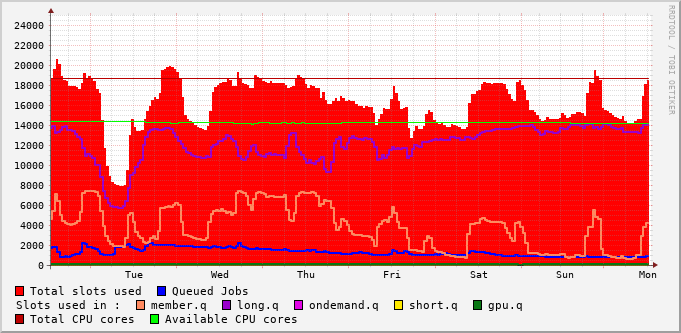 RRDTOOL / TOBI OETIKER
24000
22000
20000
18000
16000
14000
12000
10000
8000
6000
4000
2000
0
Tue Wed Thu Fri Sat Sun Mon
Total slots used Queued Jobs
Slots used in : member.q long.q ondemand.q short.q gpu.q
Total CPU cores Available CPU cores